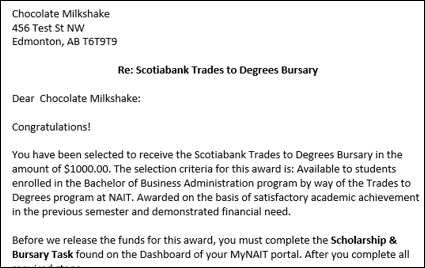 Chocolate Milkshake
456 Test St NW
Edmonton, AB T6T9T9
Re: Scotiabank Trades to Degrees Bursary
Dear  Chocolate Milkshake:
Congratulations!
You have been selected to receive the Scotiabank Trades to Degrees Bursary in the
amount of $1000.00. The selection criteria for this award is: Available to students
enrolled in the Bachelor of Business Administration program by way of the Trades to
Degrees program at NAIT. Awarded on the basis of satisfactory academic achievement
in the previous semester and demonstrated financial need.
Before we release the funds for this award, you must complete the Scholarship &
Bursary Task found on the Dashboard of your MyNAIT portal. After you complete all